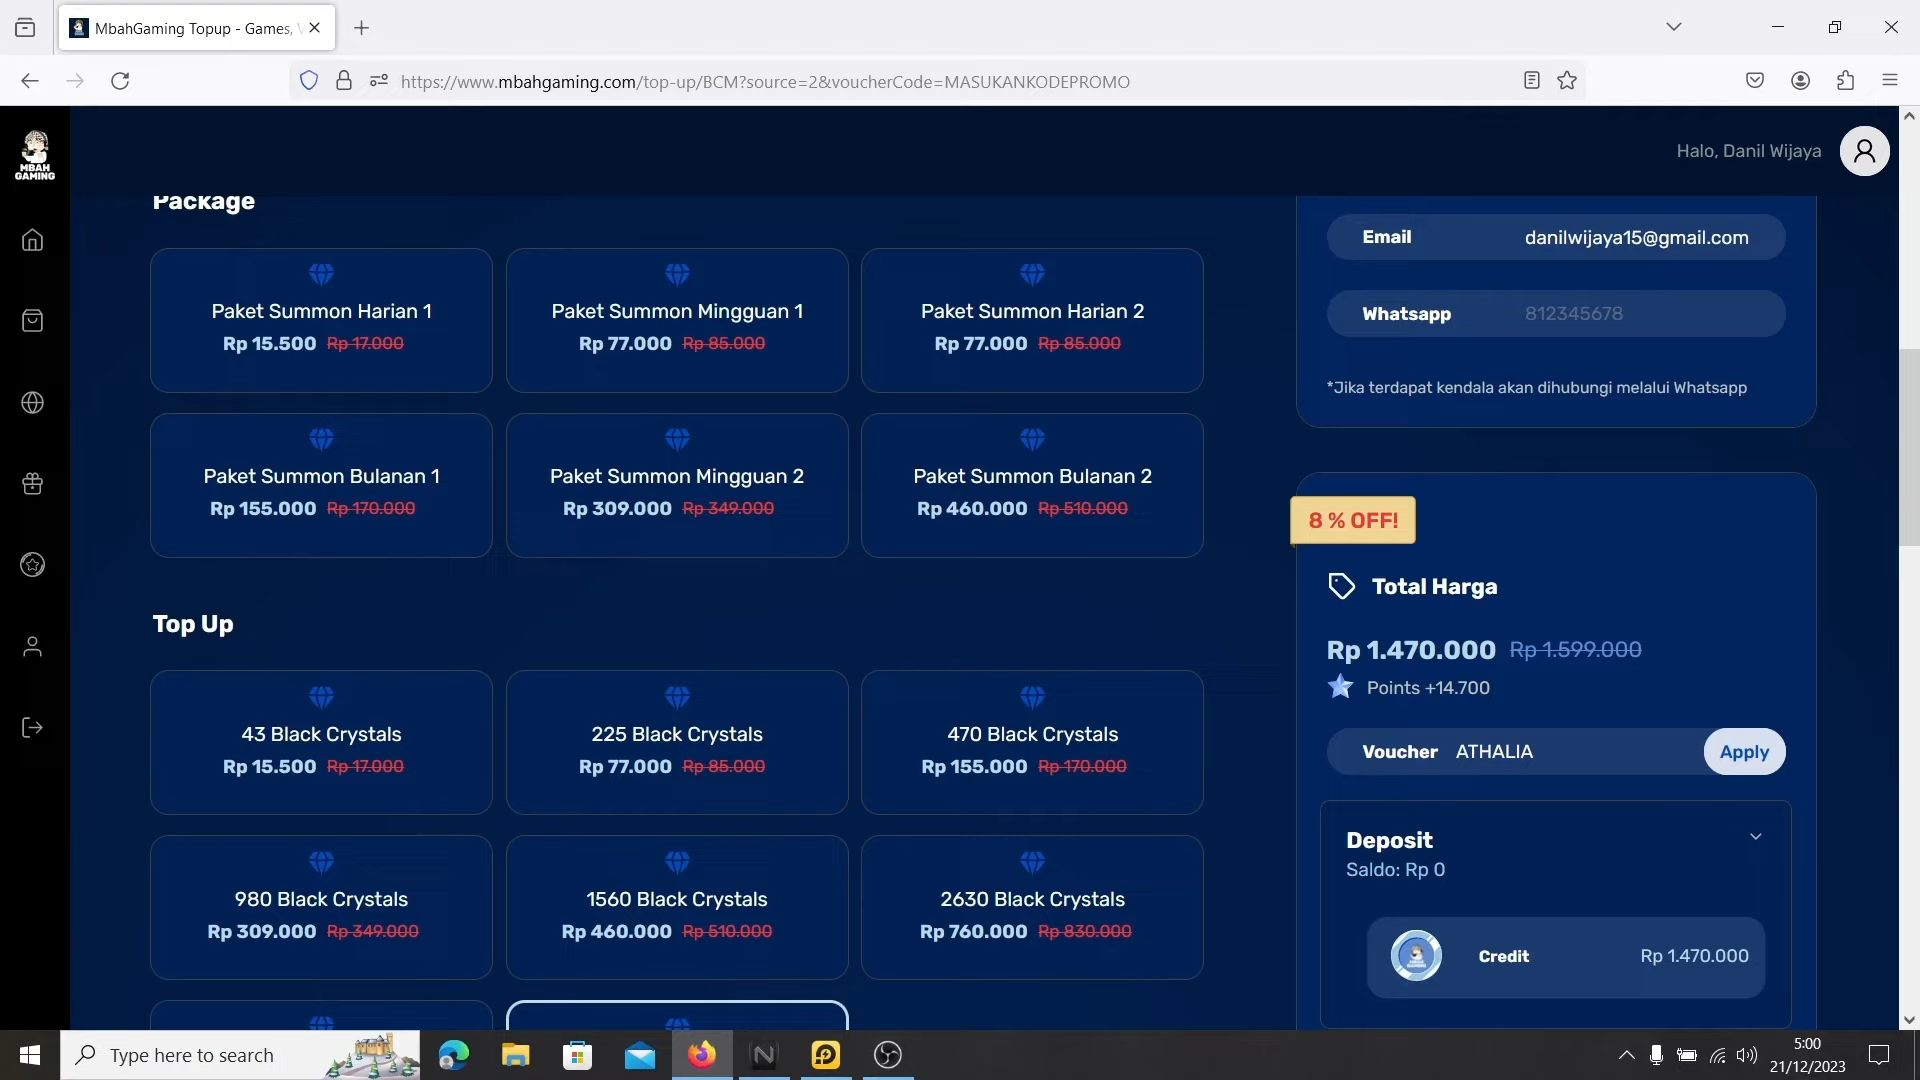 MbahGaming Topup - Games, V
https://www.mbahgaming.com/top-up/BCM?source=2&voucherCode=MASUKANKODEPROMO
MBAH
GAMING
Halo, Danil Wijaya
Package
Paket Summon Harian 1
Rp 15.500 Rp 17.000
Paket Summon Mingguan 1
Rp 77.000 Rp 85.000
Paket Summon Harian 2
Rp 77.000 Rp 85.000
Paket Summon Bulanan 1
Rp 155.000 Rp 170.000
Paket Summon Mingguan 2
Rp 309.000 Rp 349.000
Paket Summon Bulanan 2
Rp 460.000 Rp 510.000
Top Up
43 Black Crystals
Rp 15.500 Rp 17.000
225 Black Crystals
Rp 77.000 Rp 85.000
470 Black Crystals
Rp 155.000 Rp 170.000
980 Black Crystals
Rp 309.000 Rp 349.000
1560 Black Crystals
Rp 460.000 Rp 510.000
2630 Black Crystals
Rp 760.000 Rp 830.000
Email danilwijaya15@gmail.com
Whatsapp 812345678
*Jika terdapat kendala akan dihubungi melalui Whatsapp
8 % OFF!
Total Harga
Rp 1.470.000 Rp 1.599.000
Points +14.700
Voucher ATHALIA Apply
Deposit
Saldo: Rp 0
Credit Rp 1.470.000
Type here to search
5:00
21/12/2023